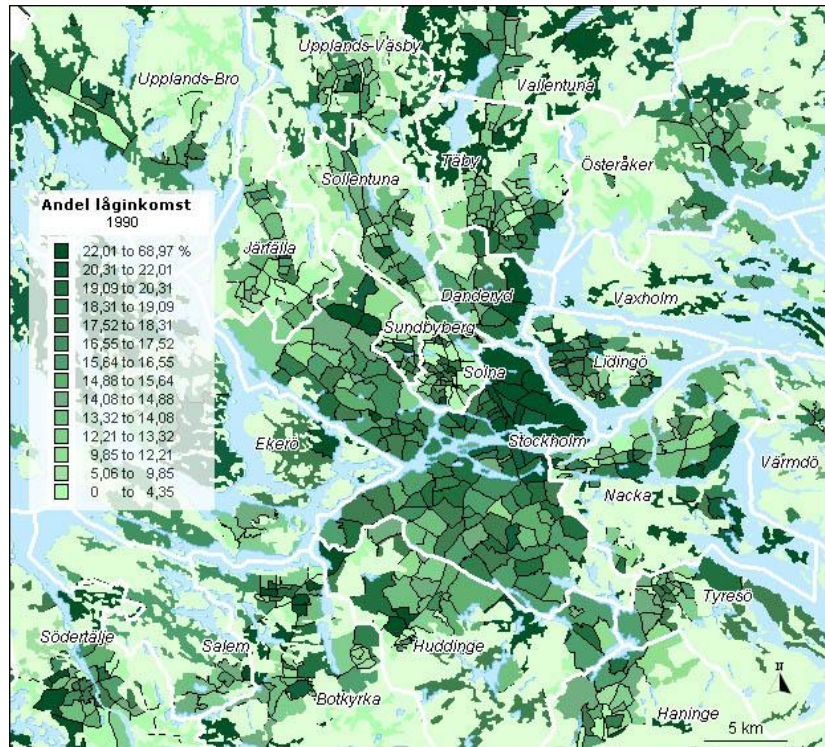 Upplands-Väsby
Upplands-Bro
Vallentuna
Täby
Österåker
Sollentuna
Andel låginkomst
1990
22,01 to 68,97 %
20,31 to 22,01
19,09 to 20,31
18,31 to 19,09
17,52 to 18,31
16,55 to 17,52
15,64 to 16,55
14,88 to 15,64
14,08 to 14,88
13,32 to 14,08
12,21 to 13,32
9,85 to 12,21
5,06 to 9,85
0 to 4,35
Järfälla
Danderyd
Vaxholm
Sundbyberg
Lidingö
Solna
Ekerö
Stockholm
Värmdö
Nacka
Tyresö
Södertälje
Salem
Huddinge
Botkyrka
Haninge
N
5 km